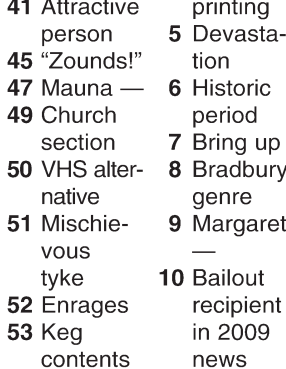 41 Attractive
person
45 “Zounds!”
47 Mauna —
49 Church
section
50 VHS alter-
native
51 Mischie-
vous
tyke
52 Enrages
53 Keg
contents
printing
5 Devasta-
tion
6 Historic
period
7 Bring up
8 Bradbury
genre
9 Margaret
—
10 Bailout
recipient
in 2009
news